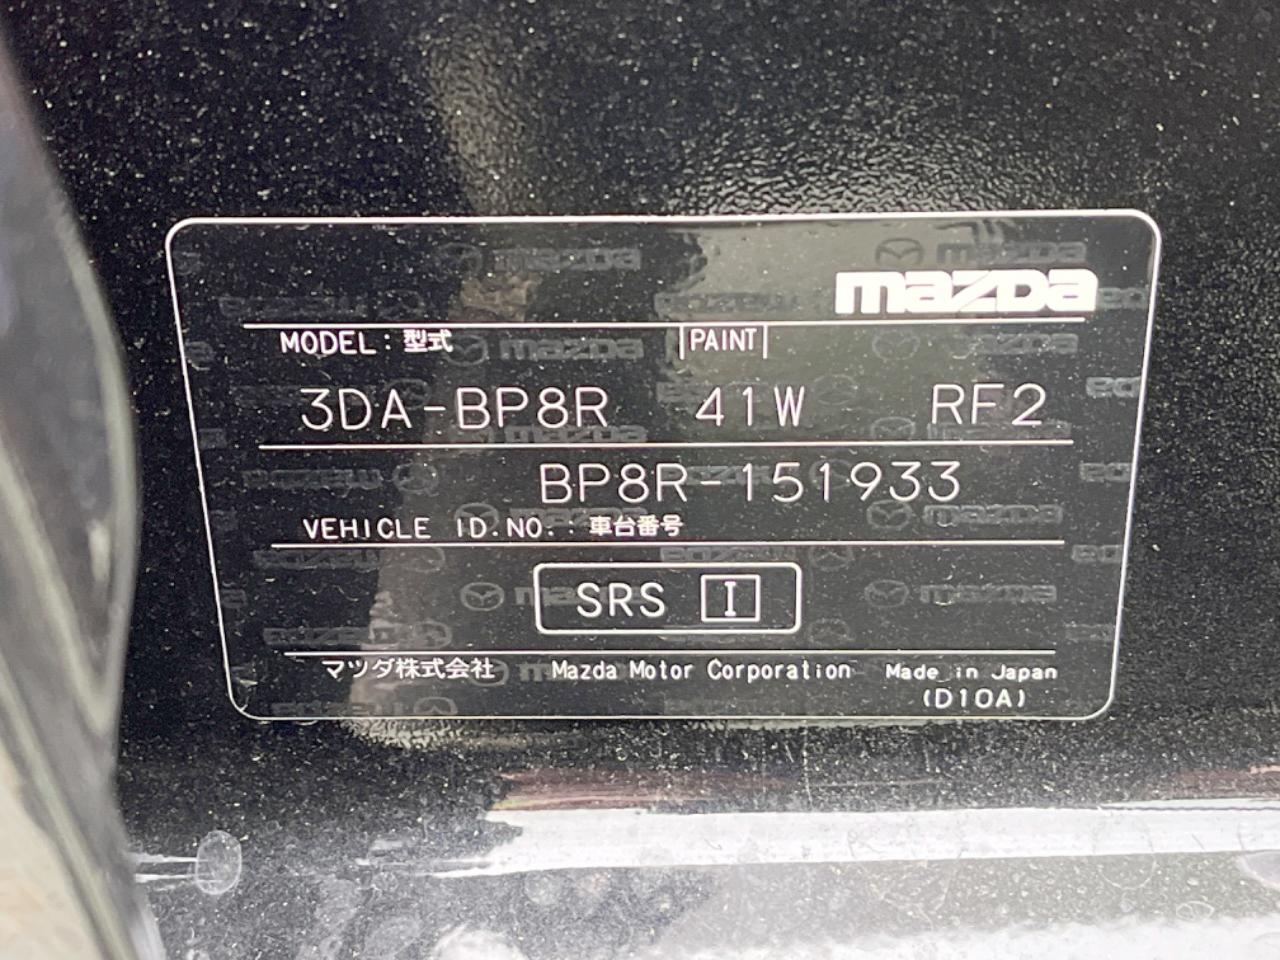 mazda
MODEL: 型式 PAINT
3DA-BP8R 41W RF2
BP8R-151933
VEHICLE ID.NO.: 車台番号
SRS I
マツダ株式会社 Mazda Motor Corporation Made in Japan
(D10A)